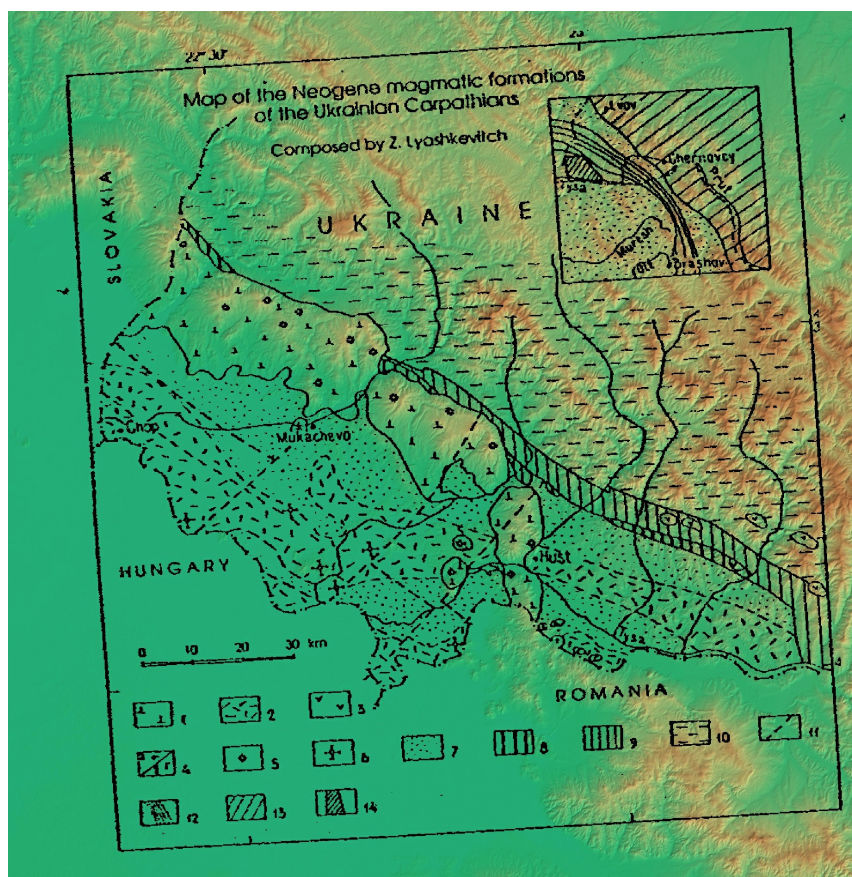 22°30'
23
Map of the Neogene magmatic formations
of the Ukrainian Carpathians
Composed by Z. Lyashkevitch
SLOVAKIA
UKRAINE
Lvov
Chernovcy
Prut
Tysa
Muresh
Olt
Brashov
Chop
Mukachevo
HUNGARY
Hust
Tysa
0 10 20 30 km
ROMANIA
1
2
3
4
5
6
7
8
9
10
11
12
13
14